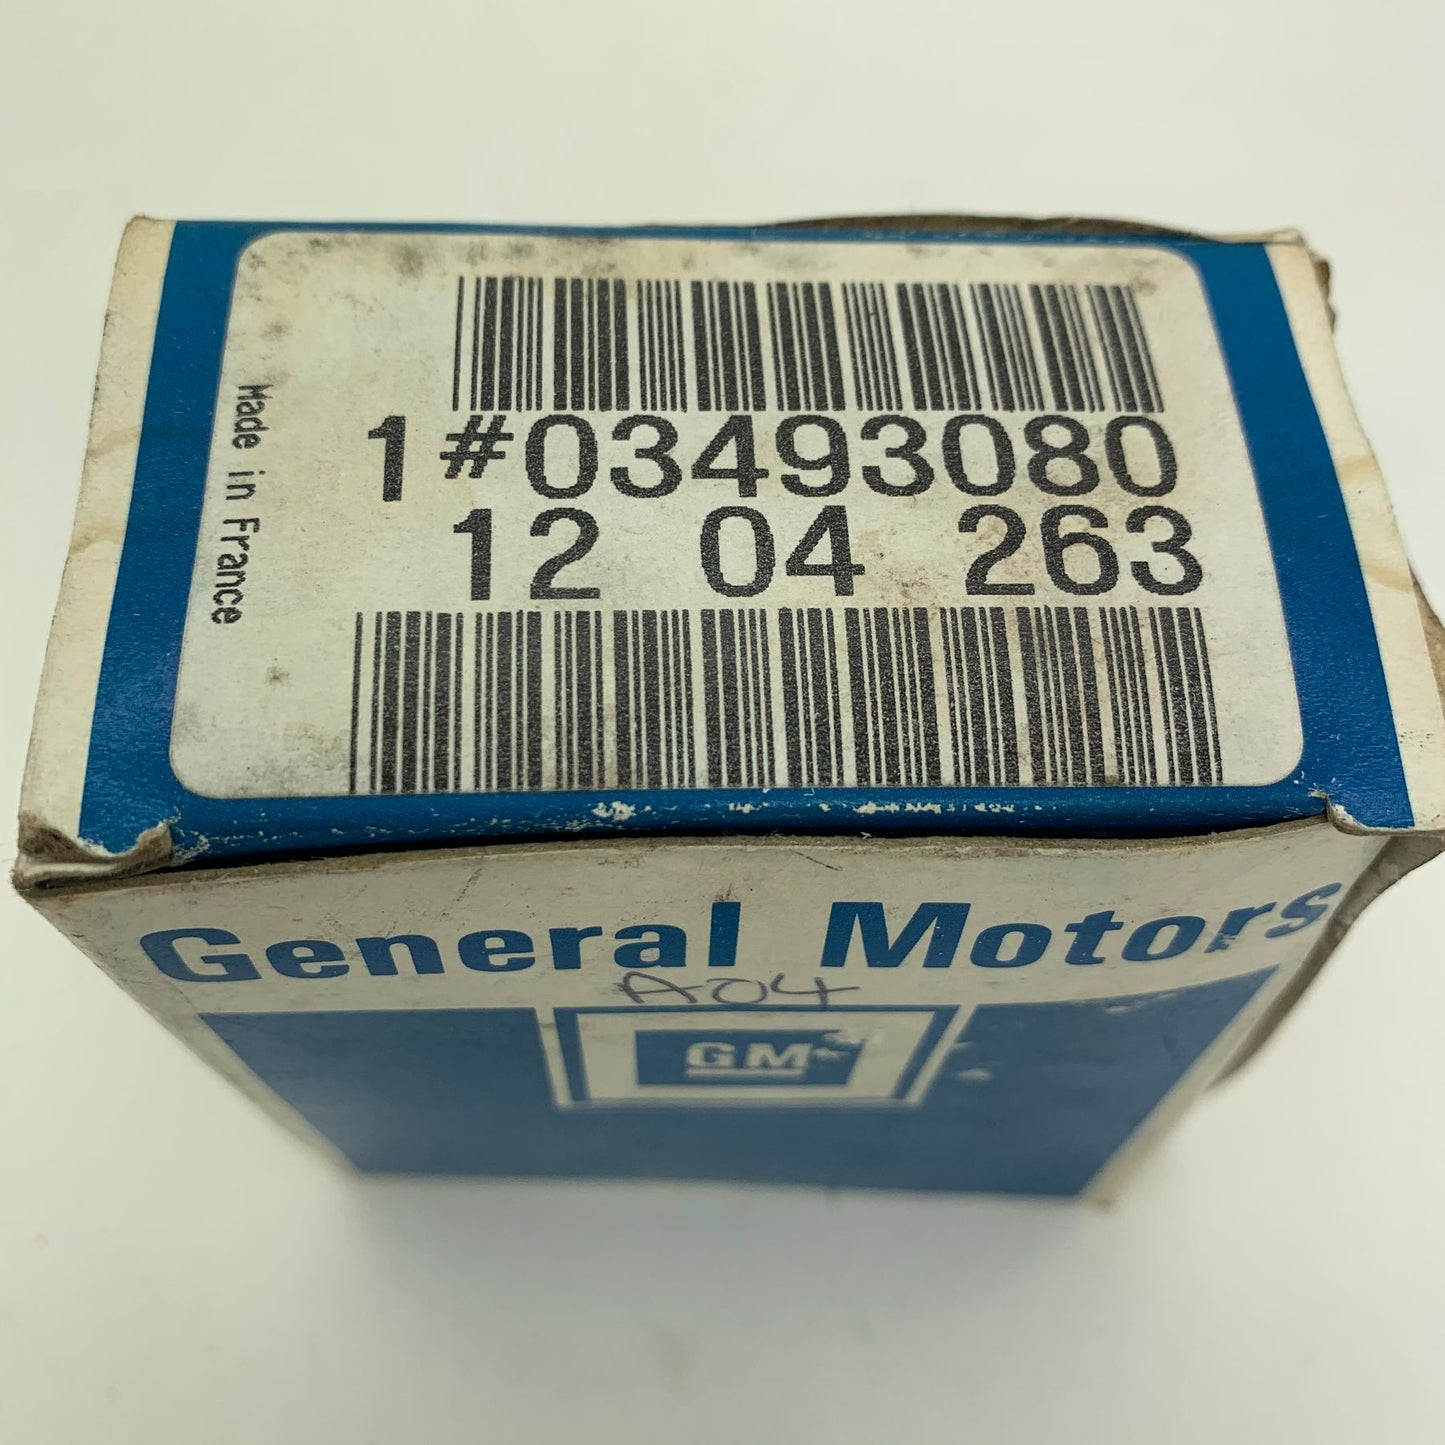 Made in France
1#03493080
12 04 263
General Motors
A04
GM